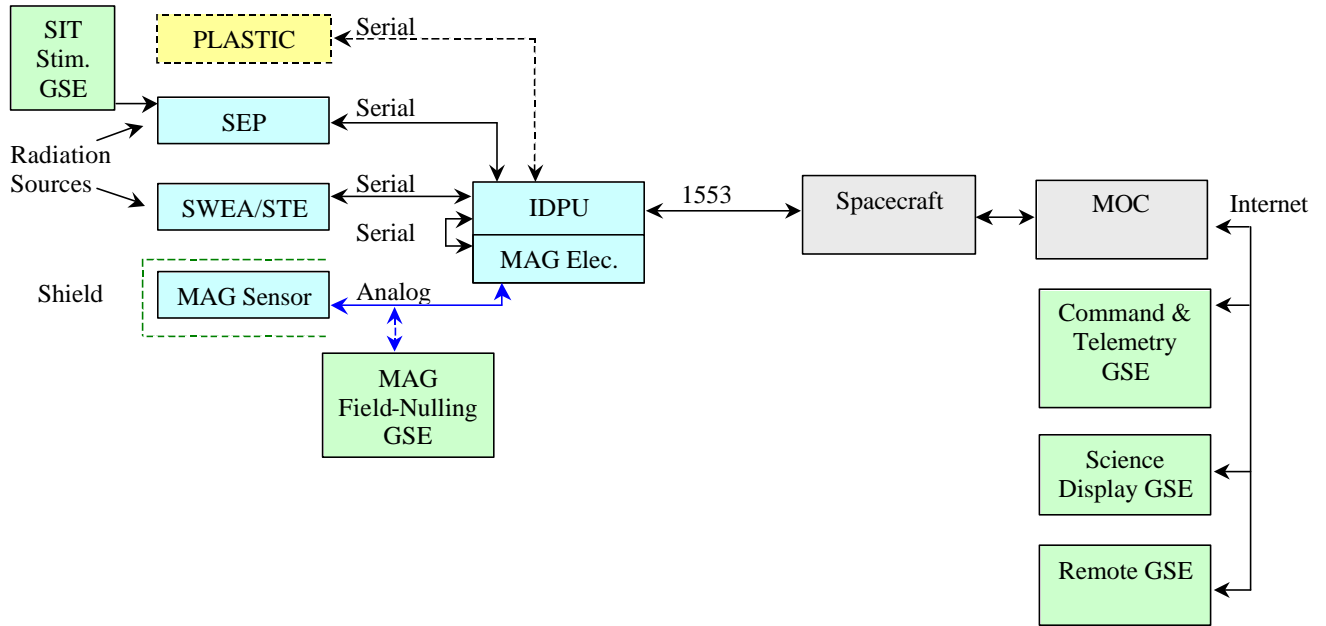 SIT
Stim.
GSE
PLASTIC
Serial
SEP
Serial
Radiation
Sources
SWEA/STE
Serial
Serial
IDPU
MAG Elec.
1553
Spacecraft
MOC
Internet
Shield
MAG Sensor
Analog
MAG
Field-Nulling
GSE
Command &
Telemetry
GSE
Science
Display GSE
Remote GSE